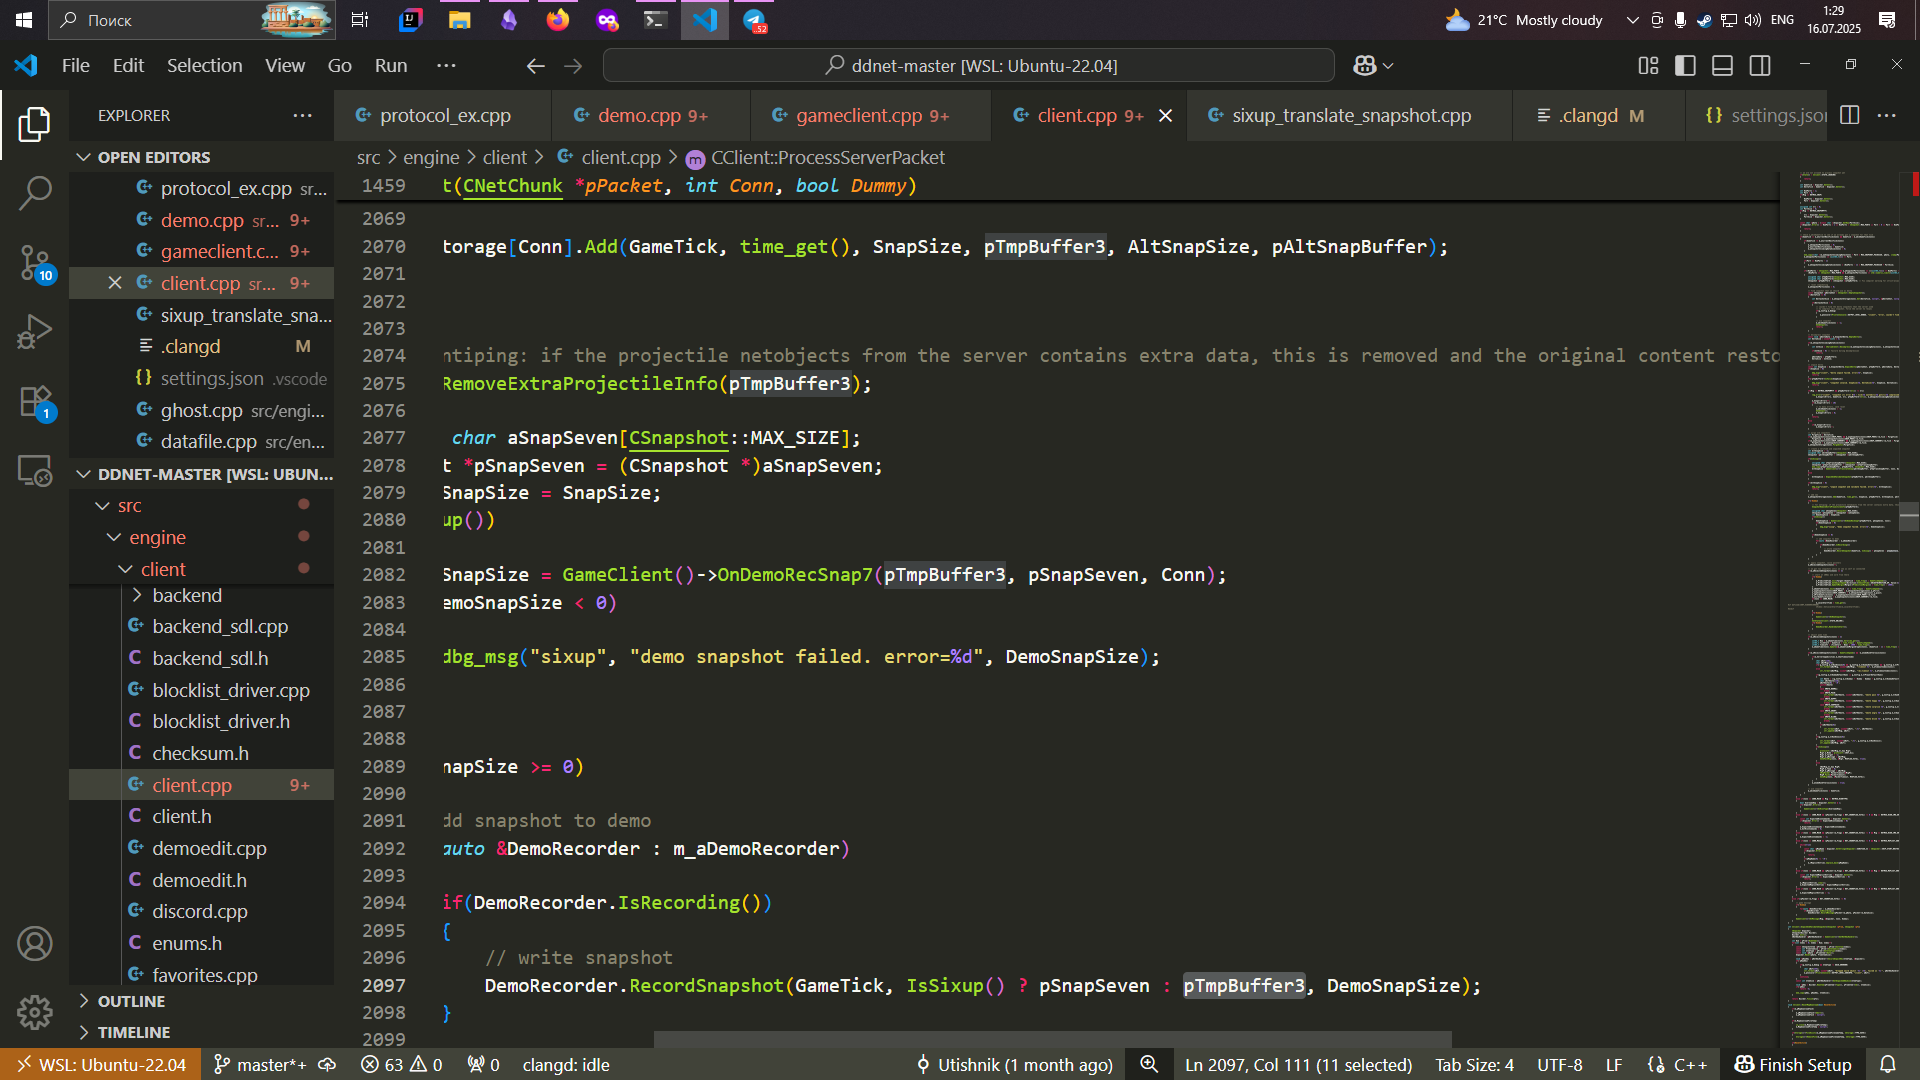 Поиск
.52
21°C Mostly cloudy
ENG
1:29
16.07.2025
File Edit Selection View Go Run ···
ddnet-master [WSL: Ubuntu-22.04]
EXPLORER
protocol_ex.cpp
demo.cpp 9+
gameclient.cpp 9+
client.cpp 9+
sixup_translate_snapshot.cpp
.clangd M
settings.json
OPEN EDITORS
protocol_ex.cpp sr...
demo.cpp sr... 9+
gameclient.c... 9+
client.cpp sr... 9+
sixup_translate_sna...
.clangd M
settings.json .vscode
ghost.cpp src/engi...
datafile.cpp src/en...
DDNET-MASTER [WSL: UBUN...
src
engine
client
backend
backend_sdl.cpp
backend_sdl.h
blocklist_driver.cpp
blocklist_driver.h
checksum.h
client.cpp 9+
client.h
demoedit.cpp
demoedit.h
discord.cpp
enums.h
favorites.cpp
OUTLINE
TIMELINE
10
1
src > engine > client > client.cpp > CClient::ProcessServerPacket
1459 t(CNetChunk *pPacket, int Conn, bool Dummy)
2069
2070 torage[Conn].Add(GameTick, time_get(), SnapSize, pTmpBuffer3, AltSnapSize, pAltSnapBuffer);
2071
2072
2073
2074 ntiping: if the projectile netobjects from the server contains extra data, this is removed and the original content resto
2075 RemoveExtraProjectileInfo(pTmpBuffer3);
2076
2077 char aSnapSeven[CSnapshot::MAX_SIZE];
2078 t *pSnapSeven = (CSnapshot *)aSnapSeven;
2079 SnapSize = SnapSize;
2080 up())
2081
2082 SnapSize = GameClient()->OnDemoRecSnap7(pTmpBuffer3, pSnapSeven, Conn);
2083 emoSnapSize < 0)
2084
2085 dbg_msg("sixup", "demo snapshot failed. error=%d", DemoSnapSize);
2086
2087
2088
2089 napSize >= 0)
2090
2091 dd snapshot to demo
2092 auto &DemoRecorder : m_aDemoRecorder)
2093
2094 if(DemoRecorder.IsRecording())
2095 {
2096 // write snapshot
2097 DemoRecorder.RecordSnapshot(GameTick, IsSixup() ? pSnapSeven : pTmpBuffer3, DemoSnapSize);
2098 }
2099
WSL: Ubuntu-22.04 master*+ 63 0 0 clangd: idle Utishnik (1 month ago) Ln 2097, Col 111 (11 selected) Tab Size: 4 UTF-8 LF C++ Finish Setup